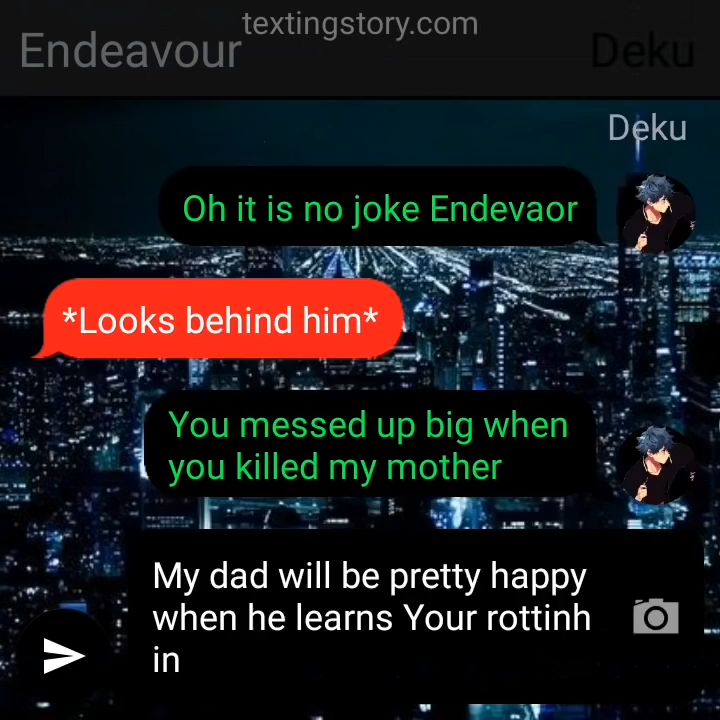 textingstory.com
Endeavour
Deku
Deku
Oh it is no joke Endevaor
*Looks behind him*
You messed up big when
you killed my mother
My dad will be pretty happy
when he learns Your rottinh
in